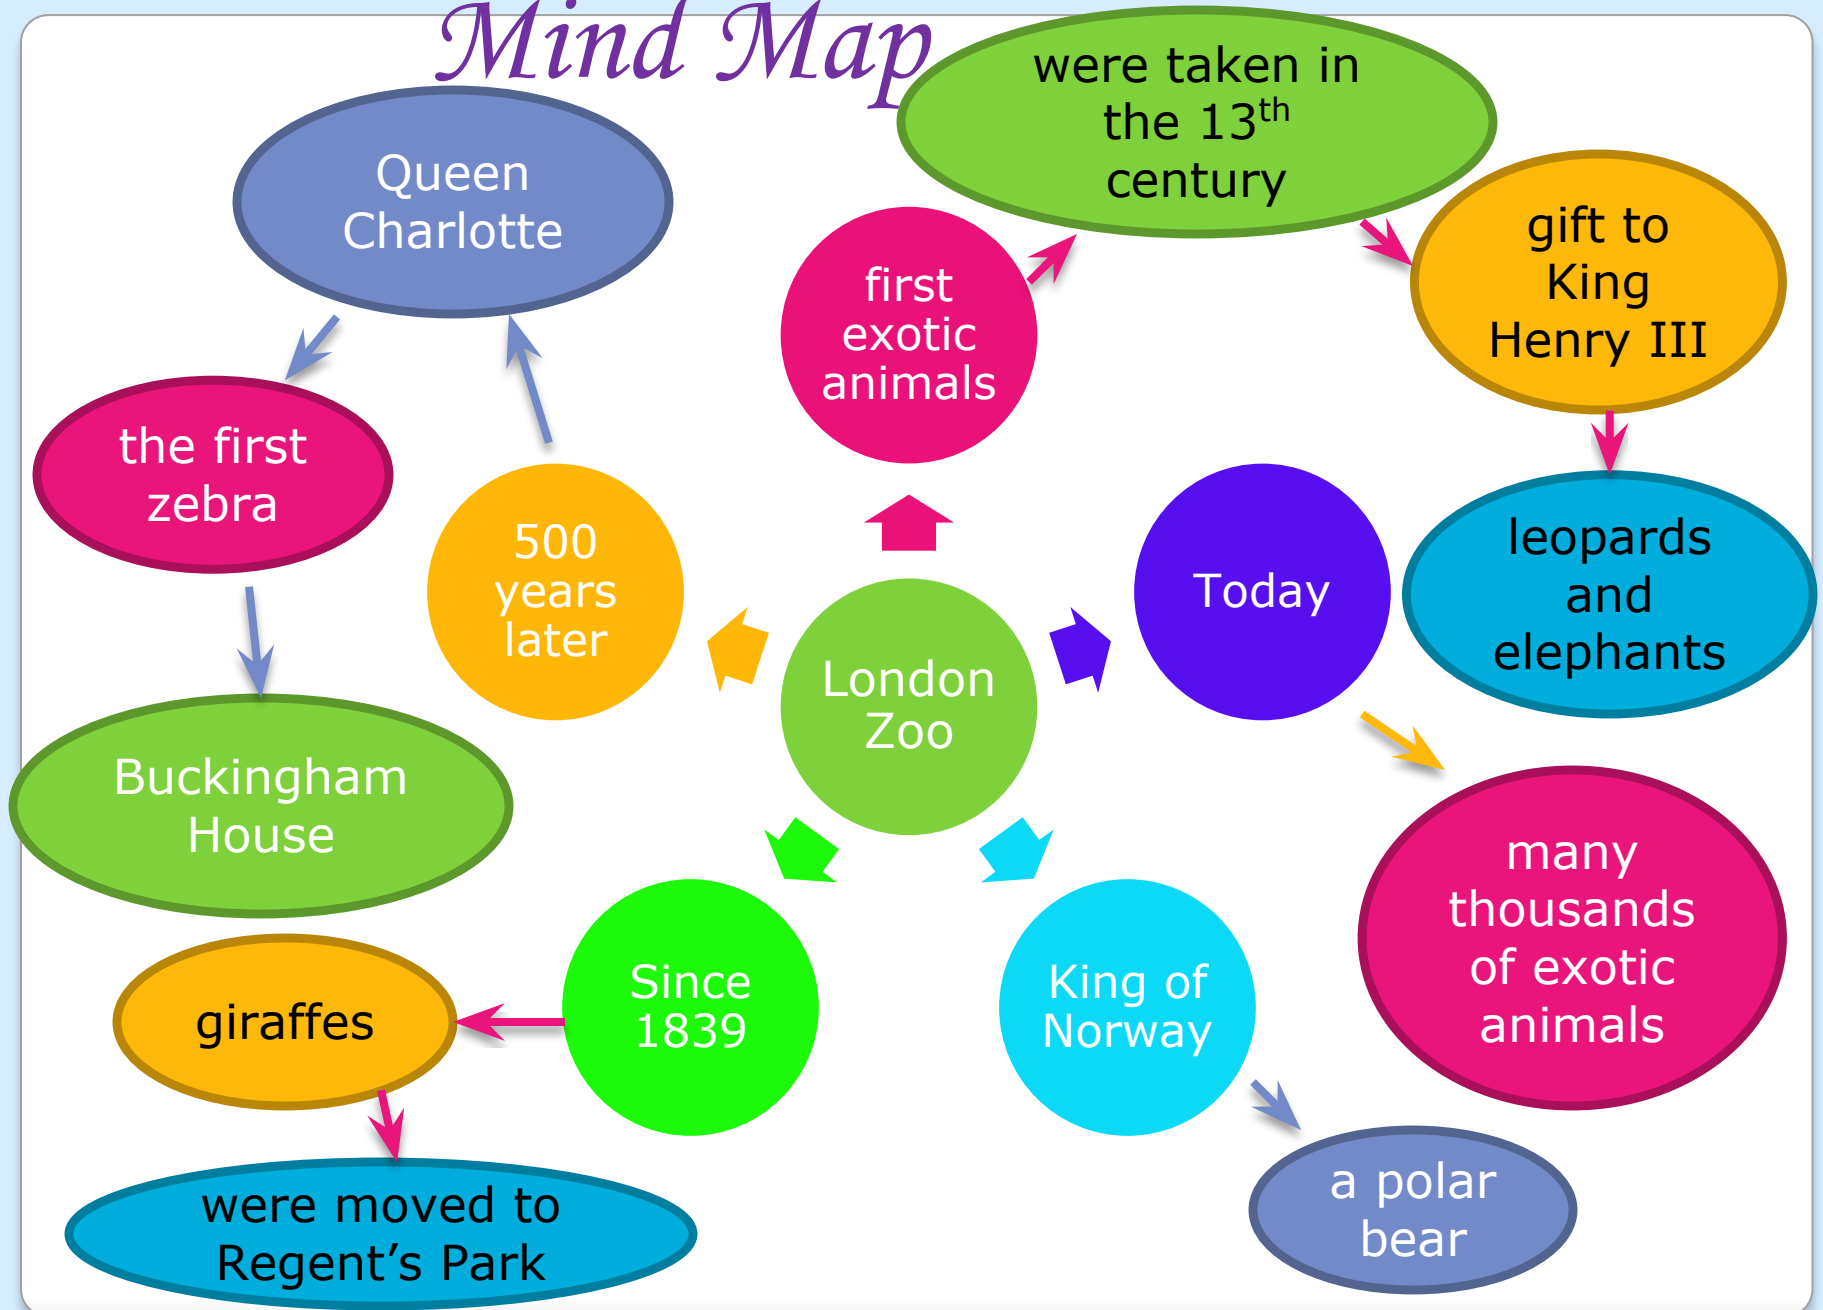 Mind Map
were taken in
the 13th
century
gift to
King
Henry III
leopards
and
elephants
first
exotic
animals
Queen
Charlotte
the first
zebra
Buckingham
House
500
years
later
Today
London
Zoo
many
thousands
of exotic
animals
Since
1839
giraffes
were moved to
Regent’s Park
King of
Norway
a polar
bear